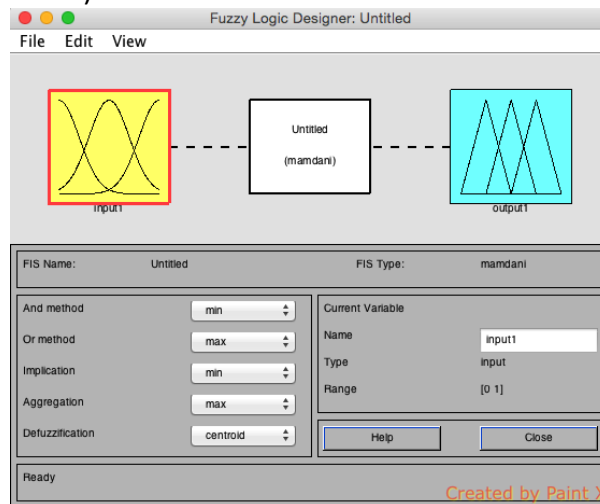 Fuzzy Logic Designer: Untitled
File Edit View
Untitled
(mamdani)
input1
output1
FIS Name: Untitled FIS Type: mamdani
And method min
Or method max
Implication min
Aggregation max
Defuzzification centroid
Current Variable
Name input1
Type input
Range [0 1]
Help Close
Ready
Created by Paint X